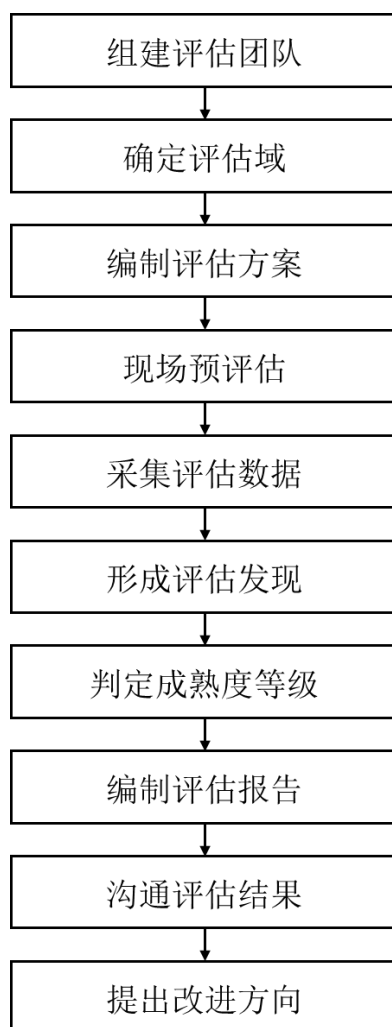 组建评估团队
确定评估域
编制评估方案
现场预评估
采集评估数据
形成评估发现
判定成熟度等级
编制评估报告
沟通评估结果
提出改进方向